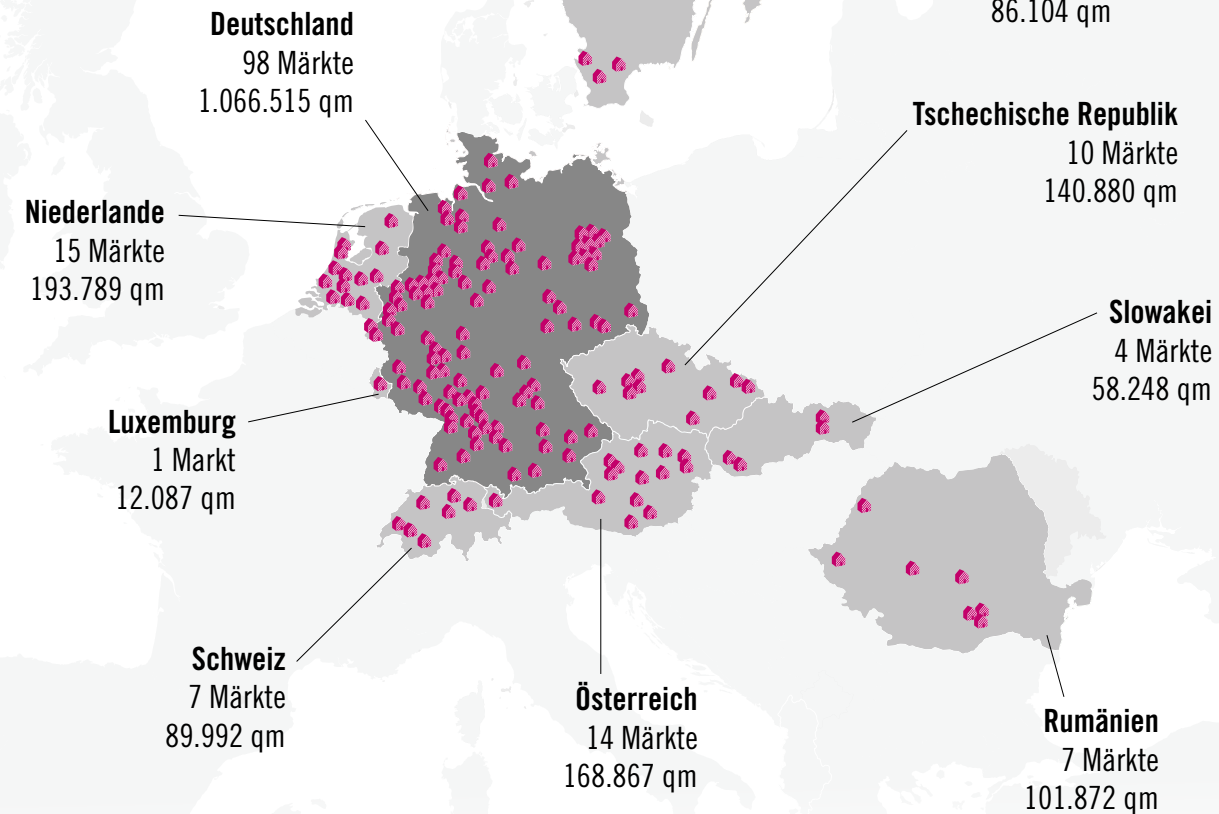 86.104 qm
Deutschland
98 Märkte
1.066.515 qm
Tschechische Republik
10 Märkte
140.880 qm
Niederlande
15 Märkte
193.789 qm
Slowakei
4 Märkte
58.248 qm
Luxemburg
1 Markt
12.087 qm
Schweiz
7 Märkte
89.992 qm
Österreich
14 Märkte
168.867 qm
Rumänien
7 Märkte
101.872 qm